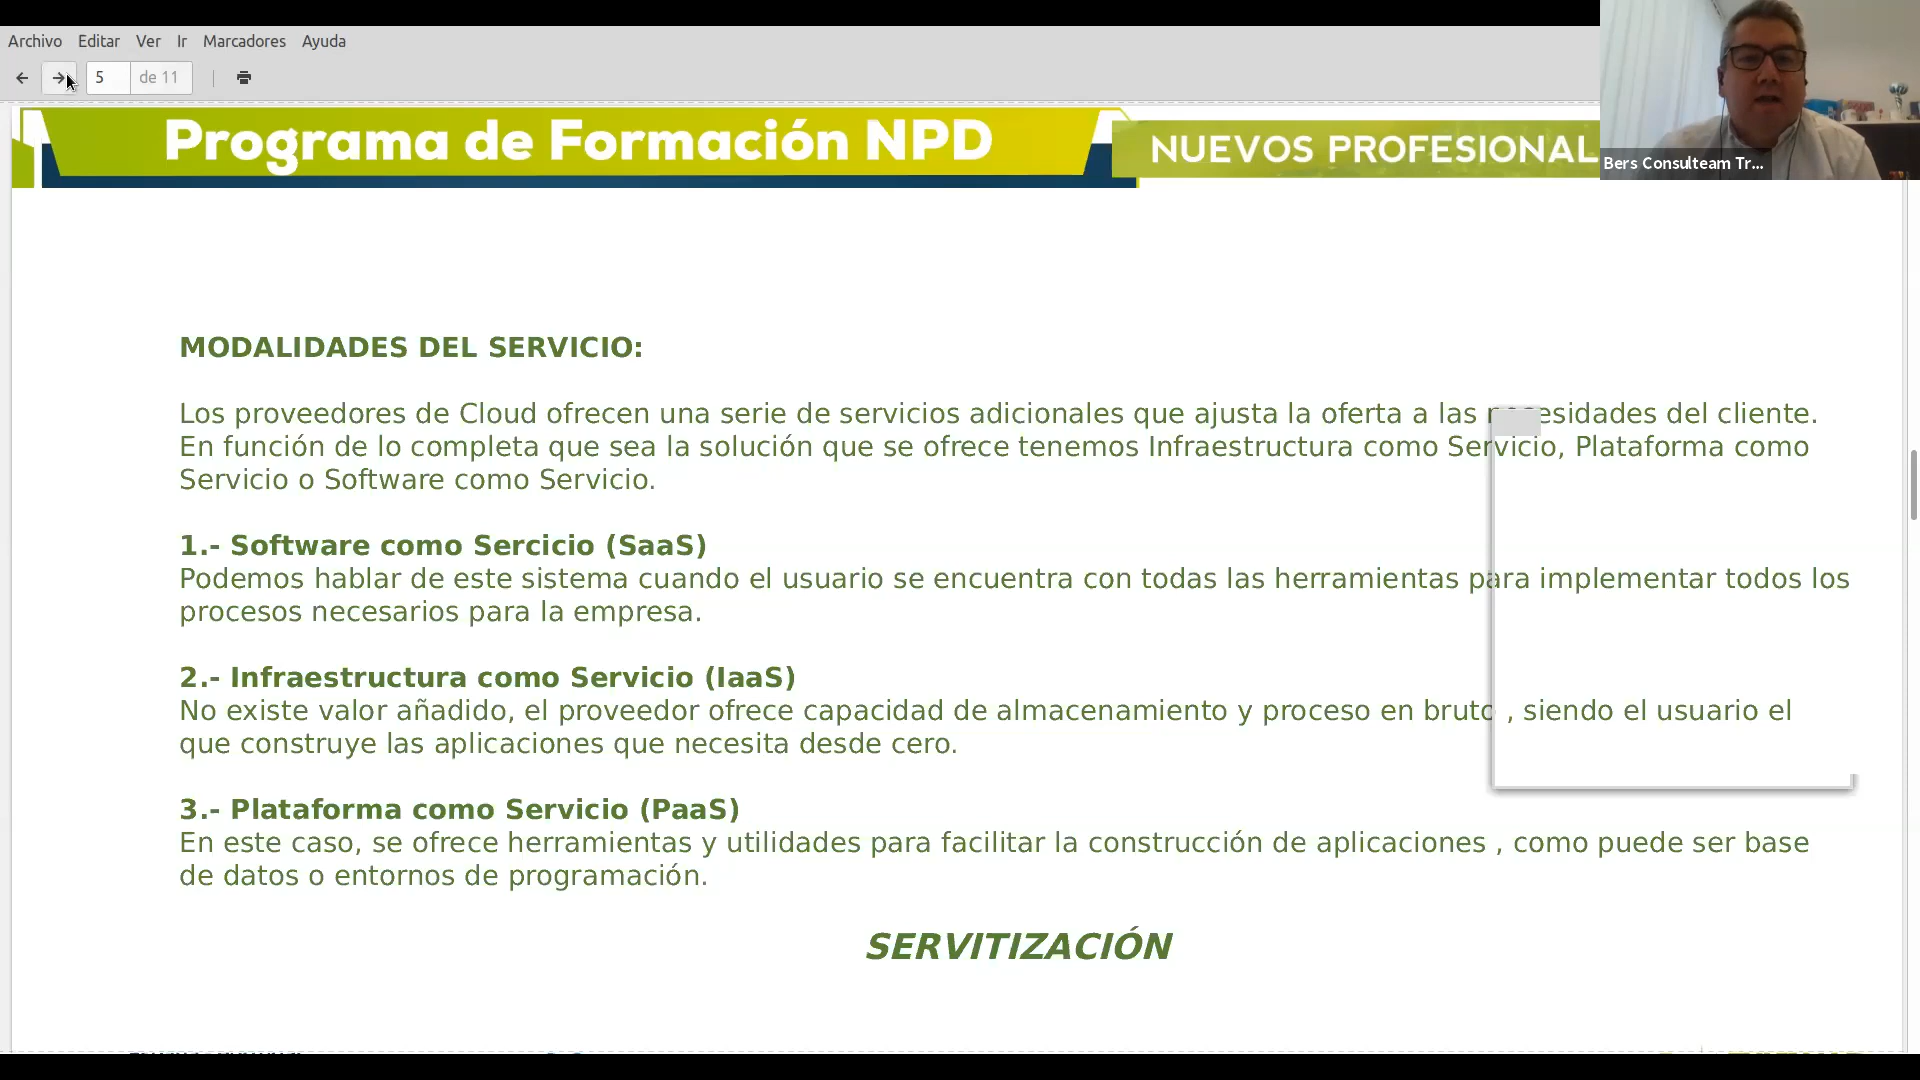 Archivo Editar Ver Ir Marcadores Ayuda
5 de 11
Programa de Formación NPD
NUEVOS PROFESIONAL
Bers Consulteam Tr...
MODALIDADES DEL SERVICIO:
Los proveedores de Cloud ofrecen una serie de servicios adicionales que ajusta la oferta a las necesidades del cliente.
En función de lo completa que sea la solución que se ofrece tenemos Infraestructura como Servicio, Plataforma como
Servicio o Software como Servicio.
1.- Software como Sercicio (SaaS)
Podemos hablar de este sistema cuando el usuario se encuentra con todas las herramientas para implementar todos los
procesos necesarios para la empresa.
2.- Infraestructura como Servicio (IaaS)
No existe valor añadido, el proveedor ofrece capacidad de almacenamiento y proceso en bruto , siendo el usuario el
que construye las aplicaciones que necesita desde cero.
3.- Plataforma como Servicio (PaaS)
En este caso, se ofrece herramientas y utilidades para facilitar la construcción de aplicaciones , como puede ser base
de datos o entornos de programación.
SERVITIZACIÓN